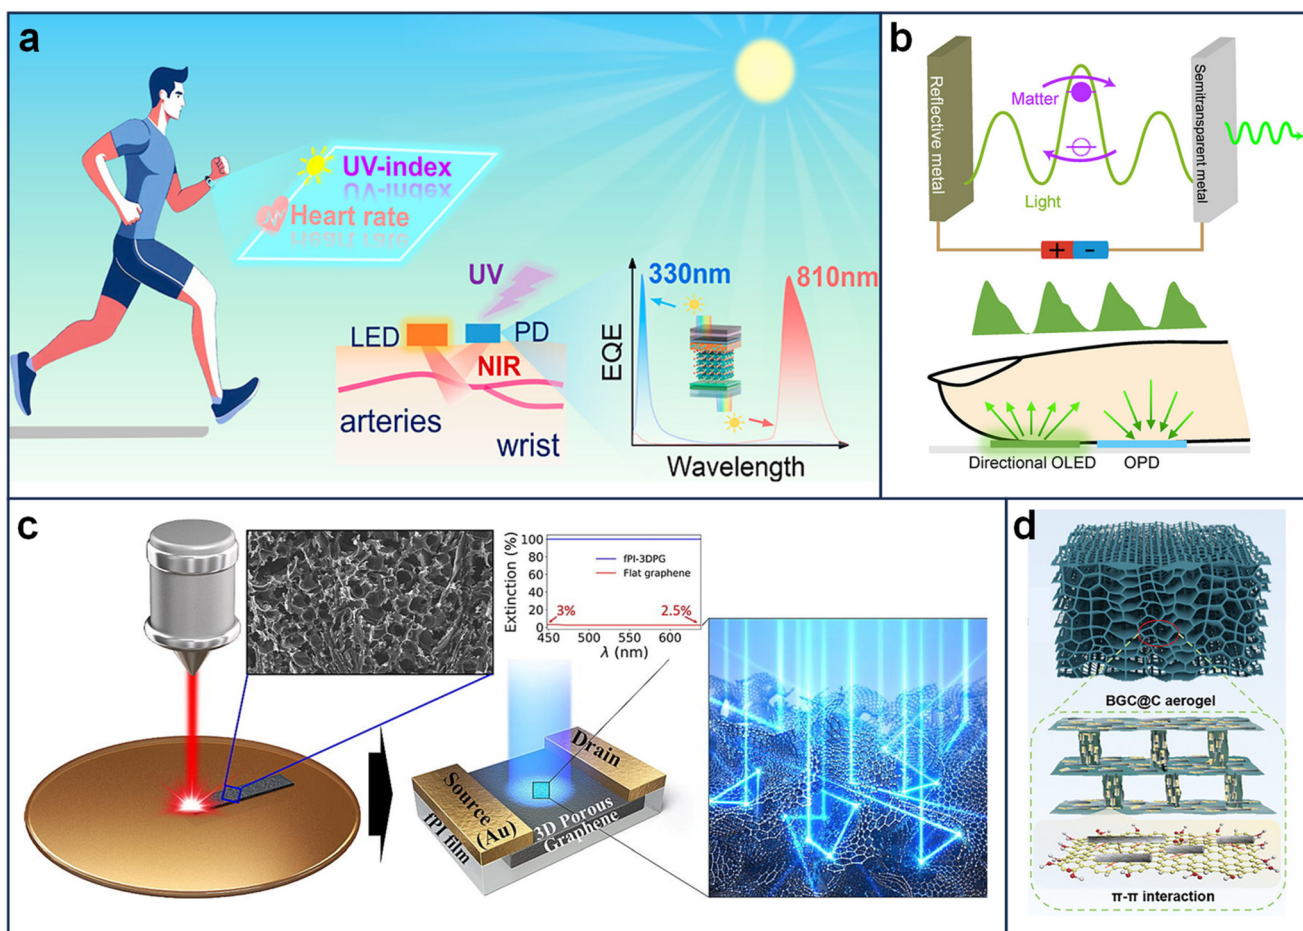 a
UV-index
Heart rate
UV
LED
PD
NIR
arteries
wrist
EQE
330nm
810nm
Wavelength
b
Reflective metal
Matter
Light
Semitransparent metal
+ -
Directional OLED
OPD
c
Extinction (%)
100
80
60
40
20
0
fPI-3DPG
Flat graphene
3%
2.5%
450
500
550
600
λ (nm)
Drain
Source
(Au)
3D Porous
Graphene
fPI film
d
BGC@C aerogel
π-π interaction